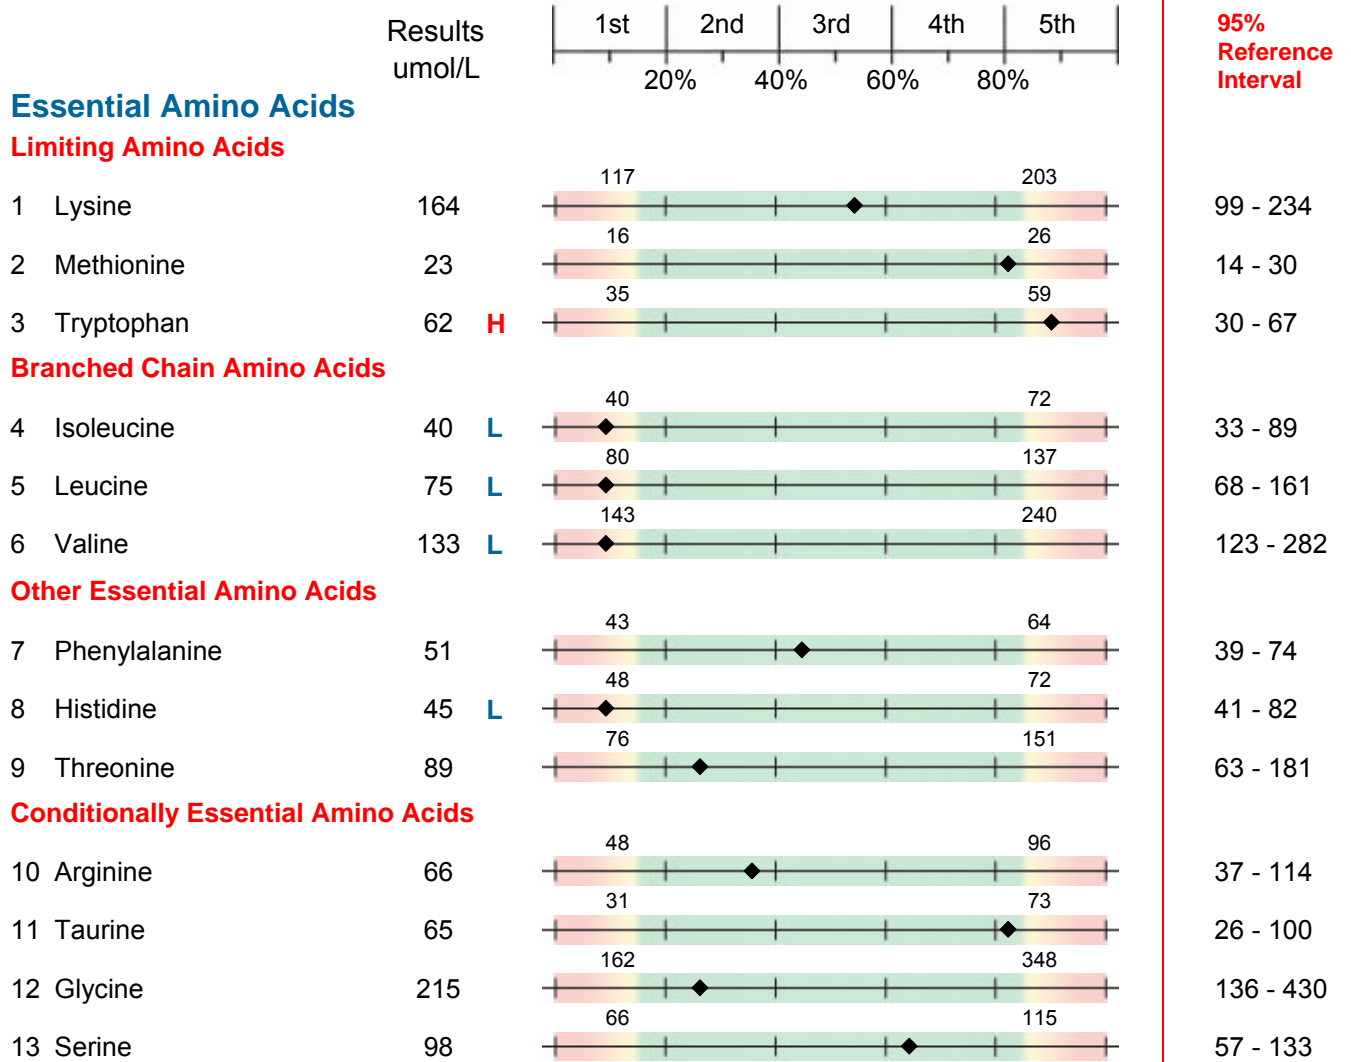 Results
umol/L
1st 2nd 3rd 4th 5th
20% 40% 60% 80%
95%
Reference
Interval
Essential Amino Acids
Limiting Amino Acids
117 203
1 Lysine 164 99 - 234
16 26
2 Methionine 23 14 - 30
35 59
3 Tryptophan 62 H 30 - 67
Branched Chain Amino Acids
40 72
4 Isoleucine 40 L 33 - 89
80 137
5 Leucine 75 L 68 - 161
143 240
6 Valine 133 L 123 - 282
Other Essential Amino Acids
43 64
7 Phenylalanine 51 39 - 74
48 72
8 Histidine 45 L 41 - 82
76 151
9 Threonine 89 63 - 181
Conditionally Essential Amino Acids
48 96
10 Arginine 66 37 - 114
31 73
11 Taurine 65 26 - 100
162 348
12 Glycine 215 136 - 430
66 115
13 Serine 98 57 - 133